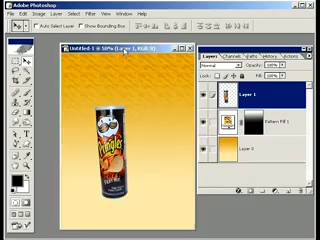 Adobe Photoshop
File Edit Image Layer Select Filter View Window Help
Auto Select Layer Show Bounding Box
Untitled-1 @ 50% (Layer 1, RGB/8)
Layers Channels Paths History Actions
Normal Opacity: 100%
Lock: Fill: 100%
Layer 1
Pattern Fill 1
Layer 0
Pringles